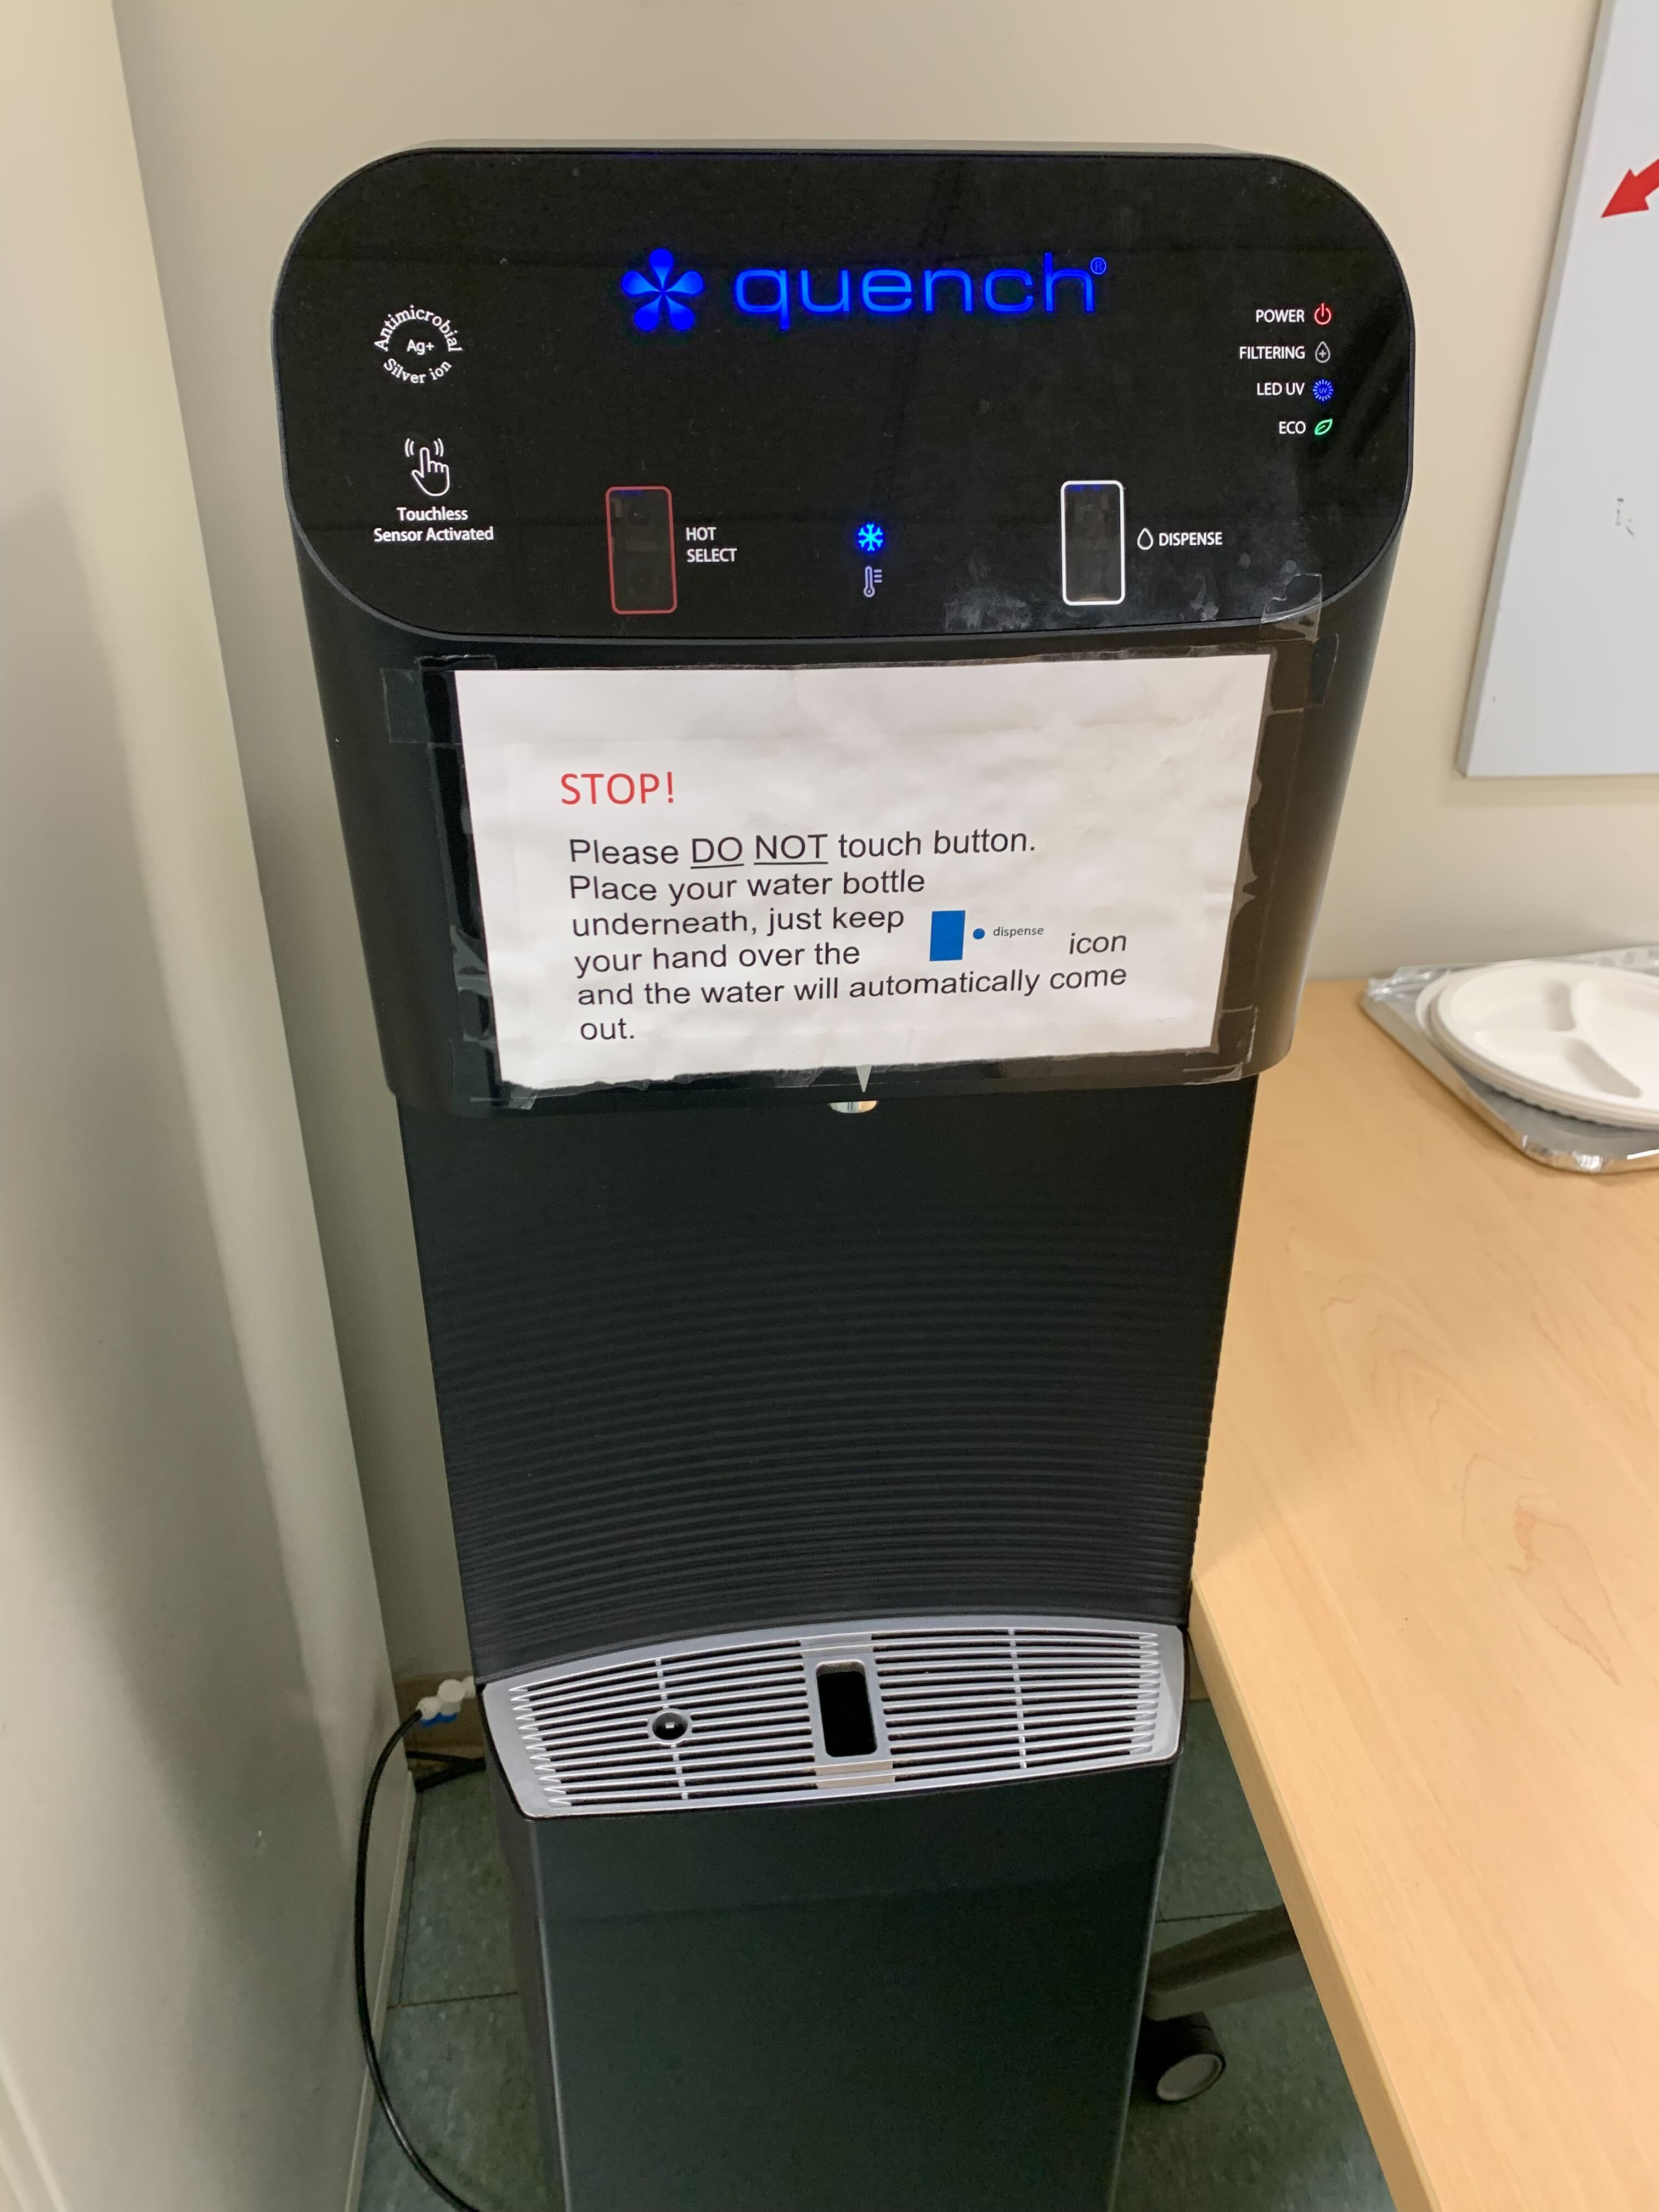 quench®
Antimicrobial
Ag+
Silver ion
POWER
FILTERING
LED UV
UV
ECO
Touchless
Sensor Activated
HOT
SELECT
DISPENSE
STOP!
Please DO NOT touch button.
Place your water bottle
underneath, just keep
your hand over the dispense icon
and the water will automatically come
out.